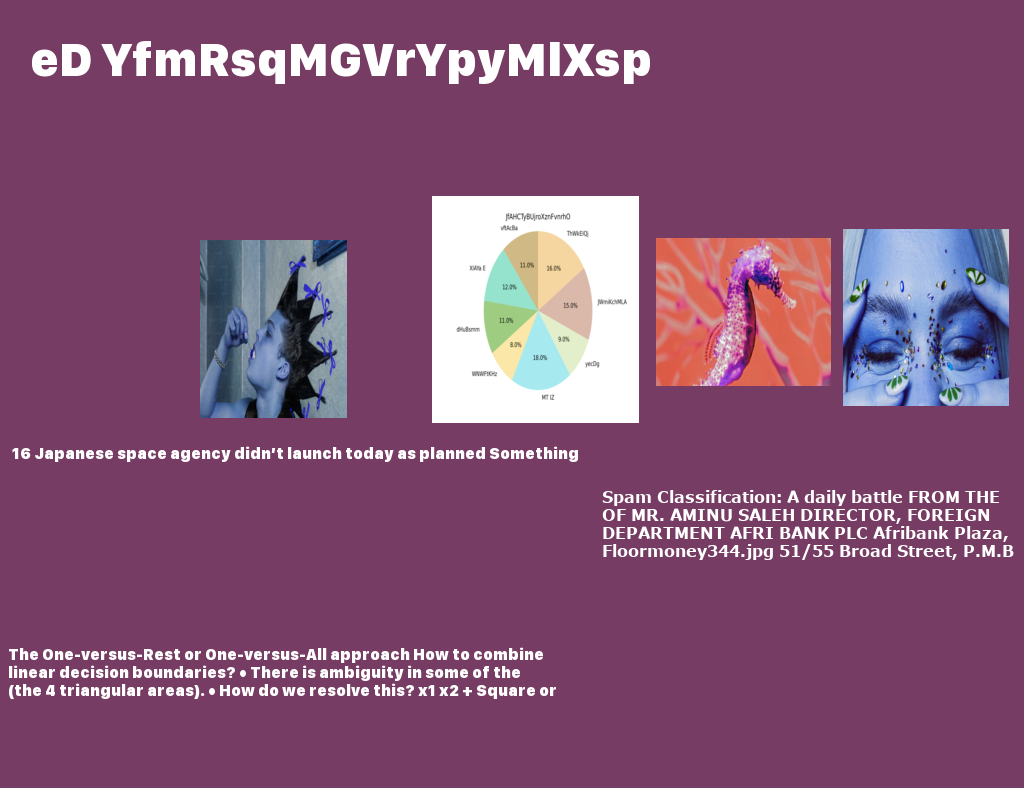 eD YfmRsqMGVrYpyMlXsp
JfAHCTyBUjroXznFvnrhO
vftAcBa
ThWkEIQj
11.0%
16.0%
XIAYa E
12.0%
15.0%
JWmiKchMLA
dHuBsmm
11.0%
9.0%
8.0%
18.0%
yecDg
WNWFtKHz
MT IZ
16 Japanese space agency didn't launch today as planned Something
Spam Classification: A daily battle FROM THE
OF MR. AMINU SALEH DIRECTOR, FOREIGN
DEPARTMENT AFRI BANK PLC Afribank Plaza,
Floormoney344.jpg 51/55 Broad Street, P.M.B
The One-versus-Rest or One-versus-All approach How to combine
linear decision boundaries? • There is ambiguity in some of the
(the 4 triangular areas). • How do we resolve this? x1 x2 + Square or